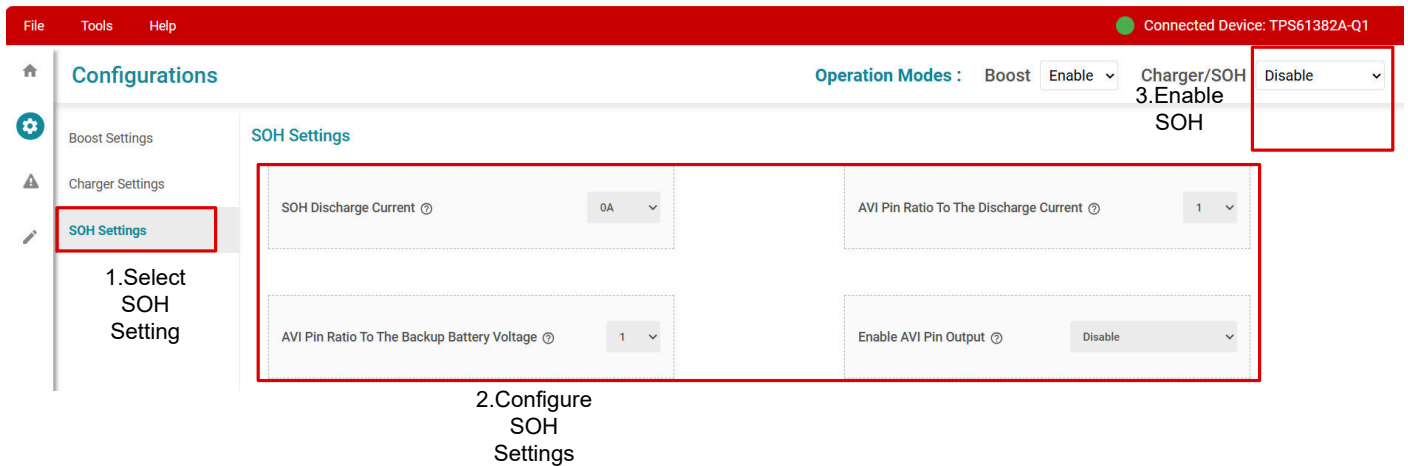 File Tools Help Connected Device: TPS61382A-Q1
Configurations Operation Modes : Boost Enable Charger/SOH Disable
3.Enable
SOH
Boost Settings
SOH Settings
Charger Settings
SOH Discharge Current 0A AVI Pin Ratio To The Discharge Current 1
SOH Settings
1.Select
SOH
Setting
AVI Pin Ratio To The Backup Battery Voltage 1 Enable AVI Pin Output Disable
2.Configure
SOH
Settings